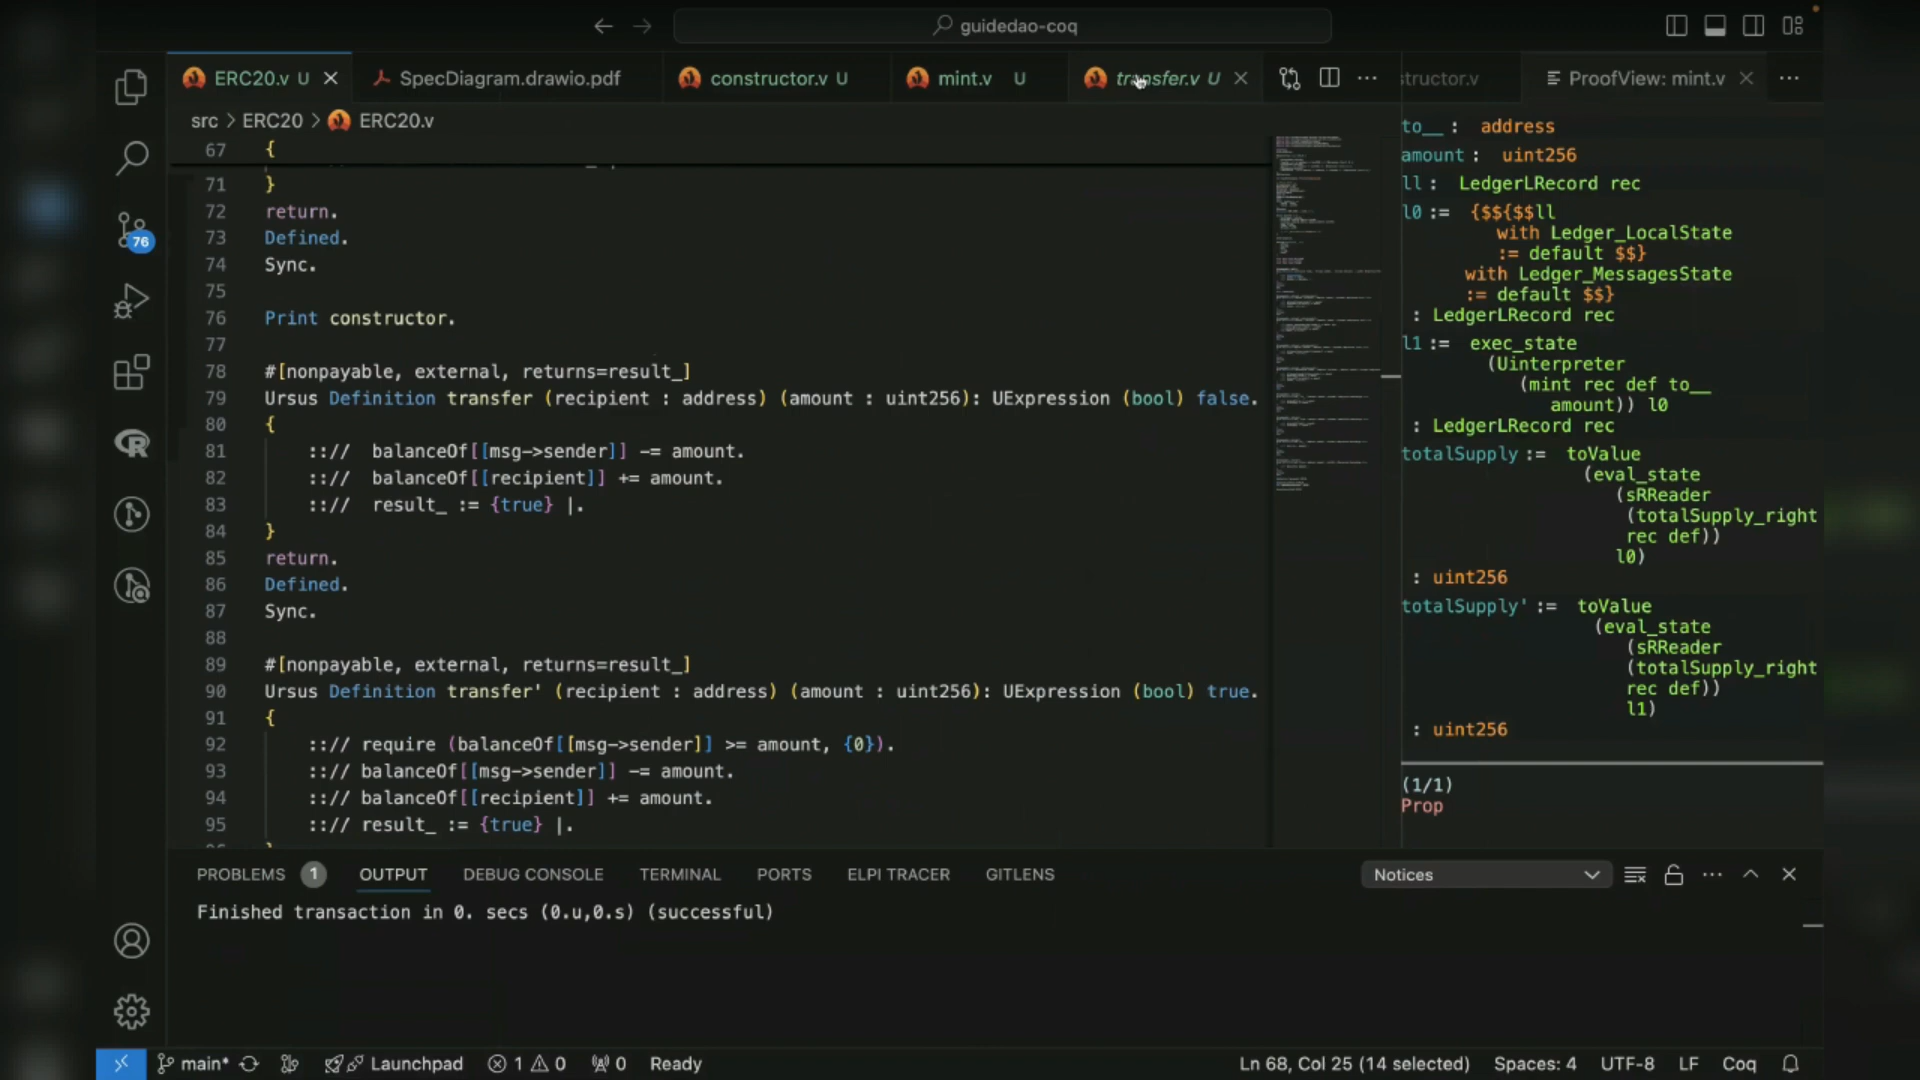 guidedao-coq
ERC20.v U
SpecDiagram.drawio.pdf
constructor.v U
mint.v U
transfer.v U
structor.v
ProofView: mint.v
src > ERC20 > ERC20.v
67 {
71 }
72 return.
73 Defined.
74 Sync.
75
76 Print constructor.
77
78 #[nonpayable, external, returns=result_]
79 Ursus Definition transfer (recipient : address) (amount : uint256): UExpression (bool) false.
80 {
81 :::// balanceOf[[msg->sender]] -= amount.
82 :::// balanceOf[[recipient]] += amount.
83 :::// result_ := {true} |.
84 }
85 return.
86 Defined.
87 Sync.
88
89 #[nonpayable, external, returns=result_]
90 Ursus Definition transfer' (recipient : address) (amount : uint256): UExpression (bool) true.
91 {
92 :::// require (balanceOf[[msg->sender]] >= amount, {0}).
93 :::// balanceOf[[msg->sender]] -= amount.
94 :::// balanceOf[[recipient]] += amount.
95 :::// result_ := {true} |.
to__ : address
amount : uint256
ll : LedgerLRecord rec
l0 := {$${$$ll
with Ledger_LocalState
:= default $$}
with Ledger_MessagesState
:= default $$}
: LedgerLRecord rec
l1 := exec_state
(Uinterpreter
(mint rec def to__
amount)) l0
: LedgerLRecord rec
totalSupply := toValue
(eval_state
(sRReader
(totalSupply_right
rec def))
l0)
: uint256
totalSupply' := toValue
(eval_state
(sRReader
(totalSupply_right
rec def))
l1)
: uint256
(1/1)
Prop
76
PROBLEMS 1 OUTPUT DEBUG CONSOLE TERMINAL PORTS ELPI TRACER GITLENS
Notices
Finished transaction in 0. secs (0.u,0.s) (successful)
main* Launchpad 1 0 0 Ready
Ln 68, Col 25 (14 selected) Spaces: 4 UTF-8 LF Coq